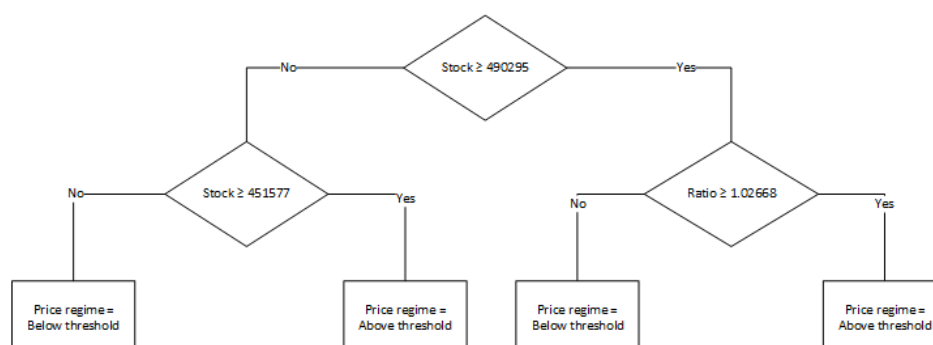 Stock ≥ 490295
No
Yes
Stock ≥ 451577
Ratio ≥ 1.02668
No
Yes
No
Yes
Price regime =
Below threshold
Price regime =
Above threshold
Price regime =
Below threshold
Price regime =
Above threshold